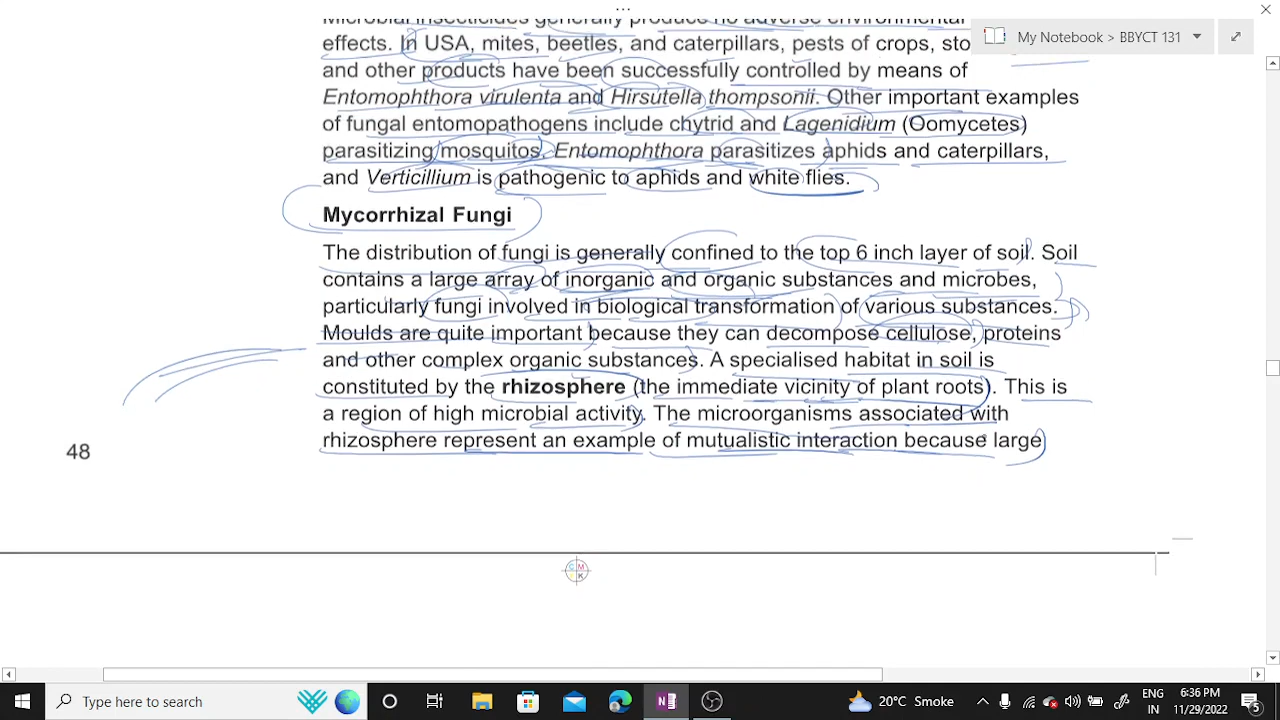 ...
Microbial insecticides generally produce no adverse environmental
effects. In USA, mites, beetles, and caterpillars, pests of crops, sto
My Notebook > BBYCT 131
and other products have been successfully controlled by means of
Entomophthora virulenta and Hirsutella thompsonii. Other important examples
of fungal entomopathogens include chytrid and Lagenidium (Oomycetes)
parasitizing mosquitos, Entomophthora parasitizes aphids and caterpillars,
and Verticillium is pathogenic to aphids and white flies.
Mycorrhizal Fungi
The distribution of fungi is generally confined to the top 6 inch layer of soil. Soil
contains a large array of inorganic and organic substances and microbes,
particularly fungi involved in biological transformation of various substances.
Moulds are quite important because they can decompose cellulose, proteins
and other complex organic substances. A specialised habitat in soil is
constituted by the rhizosphere (the immediate vicinity of plant roots). This is
a region of high microbial activity. The microorganisms associated with
rhizosphere represent an example of mutualistic interaction because large
48
C M
K
Type here to search
20°C Smoke
ENG
IN
6:36 PM
11/29/2022
5